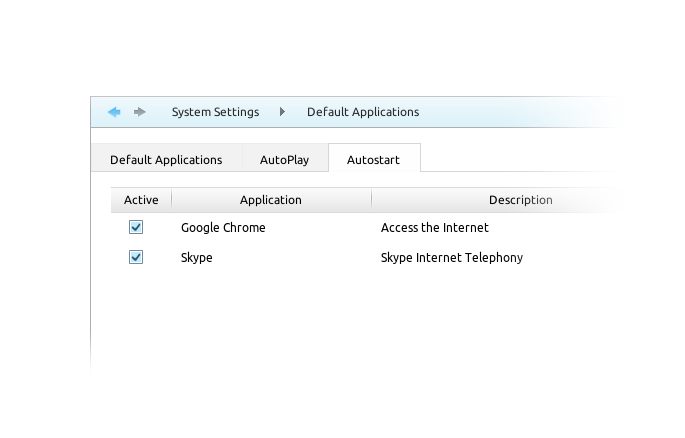 System Settings Default Applications
Default Applications AutoPlay Autostart
Active Application Description
Google Chrome Access the Internet
Skype Skype Internet Telephony